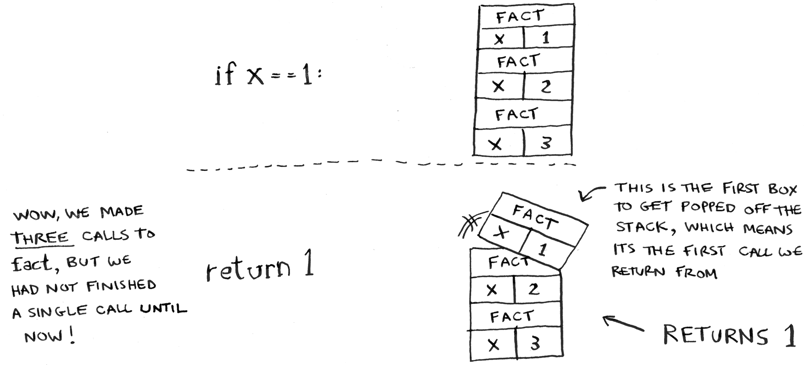 if x == 1:
FACT
X 1
FACT
X 2
FACT
X 3
WOW, WE MADE
THREE CALLS TO
fact, BUT WE
HAD NOT FINISHED
A SINGLE CALL UNTIL
NOW!
return 1
FACT
X 1
FACT
X 2
FACT
X 3
THIS IS THE FIRST BOX
TO GET POPPED OFF THE
STACK, WHICH MEANS
ITS THE FIRST CALL WE
RETURN FROM
RETURNS 1